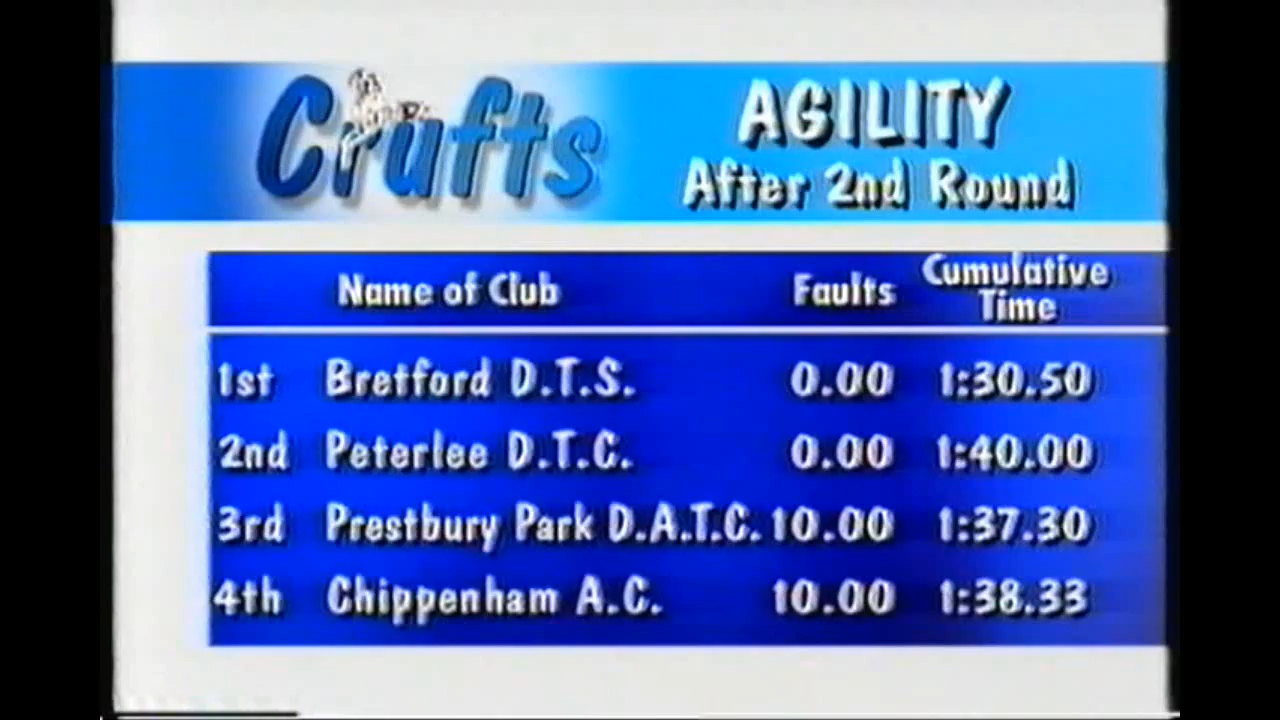 Crufts
AGILITY
After 2nd Round
Name of Club Faults Cumulative Time
1st Bretford D.T.S. 0.00 1:30.50
2nd Peterlee D.T.C. 0.00 1:40.00
3rd Prestbury Park D.A.T.C. 10.00 1:37.30
4th Chippenham A.C. 10.00 1:38.33